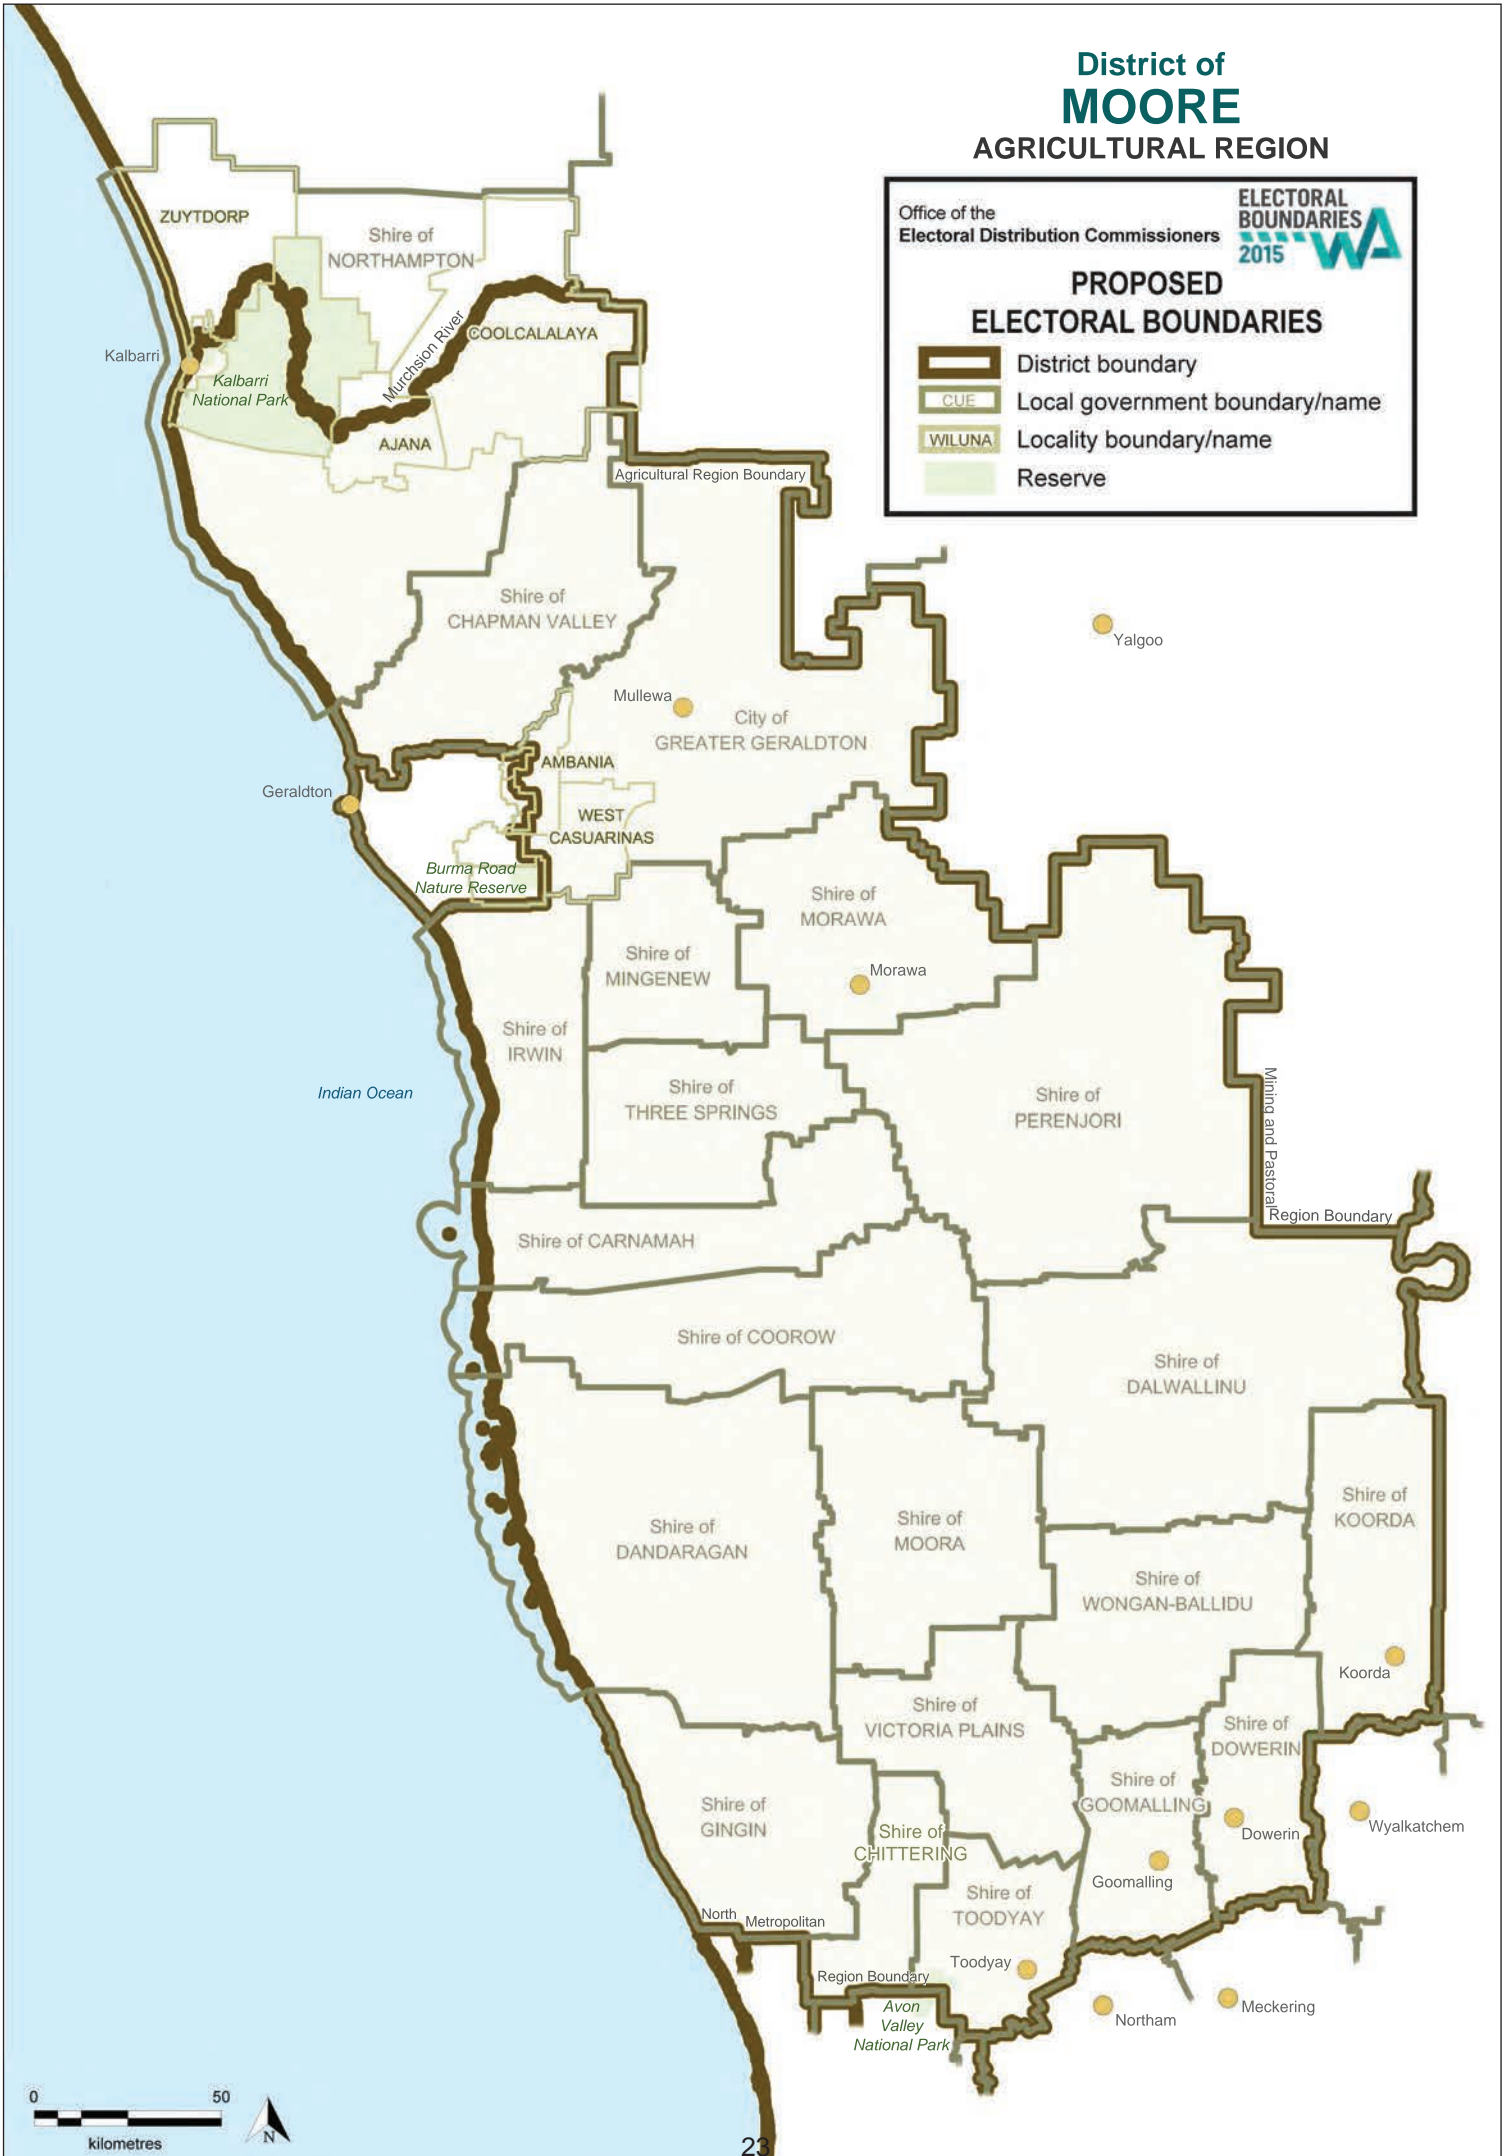 District of
MOORE
AGRICULTURAL REGION
Office of the
Electoral Distribution Commissioners
ELECTORAL
BOUNDARIES
2015
WA
PROPOSED
ELECTORAL BOUNDARIES
District boundary
CUE
Local government boundary/name
WILUNA
Locality boundary/name
Reserve
ZUYTDORP
Shire of
NORTHAMPTON
Murchsion River
COOLCALALAYA
Kalbarri
Kalbarri
National Park
AJANA
Agricultural Region Boundary
Shire of
CHAPMAN VALLEY
Yalgoo
Mullewa
City of
GREATER GERALDTON
AMBANIA
Geraldton
WEST
CASUARINAS
Burma Road
Nature Reserve
Shire of
MORAWA
Morawa
Shire of
MINGENEW
Shire of
IRWIN
Indian Ocean
Shire of
THREE SPRINGS
Shire of
PERENJORI
Mining and Pastoral
Region Boundary
Shire of CARNAMAH
Shire of COOROW
Shire of
DALWALLINU
Shire of
KOORDA
Shire of
DANDARAGAN
Shire of
MOORA
Shire of
WONGAN-BALLIDU
Koorda
Shire of
VICTORIA PLAINS
Shire of
DOWERIN
Shire of
GOOMALLING
Shire of
GINGIN
Shire of
CHITTERING
Dowerin
Wyalkatchem
Goomalling
Shire of
TOODYAY
North
Metropolitan
Toodyay
Region Boundary
Avon
Valley
National Park
Northam
Meckering
0
50
kilometres
N
23